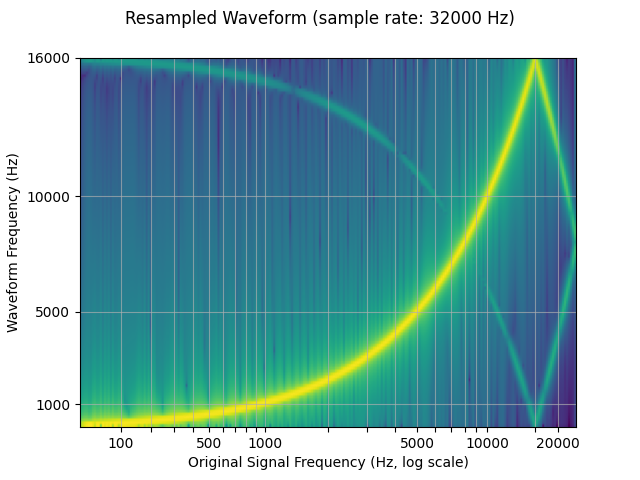 Resampled Waveform (sample rate: 32000 Hz)
16000
10000
5000
1000
Waveform Frequency (Hz)
100 500 1000 5000 10000 20000
Original Signal Frequency (Hz, log scale)